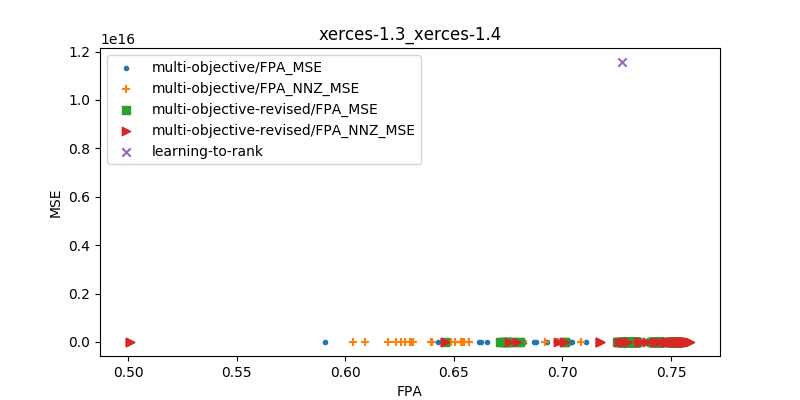 xerces-1.3_xerces-1.4
1e16
1.2
1.0
0.8
0.6
0.4
0.2
0.0
MSE
multi-objective/FPA_MSE
multi-objective/FPA_NNZ_MSE
multi-objective-revised/FPA_MSE
multi-objective-revised/FPA_NNZ_MSE
learning-to-rank
0.50 0.55 0.60 0.65 0.70 0.75
FPA